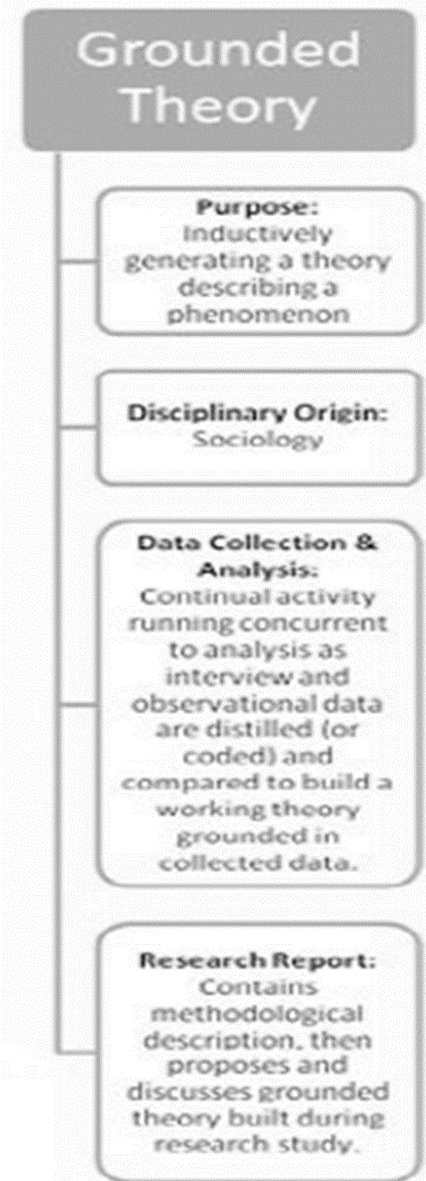 Grounded
Theory
Purpose:
Inductively
generating a theory
describing a
phenomenon
Disciplinary Origin:
Sociology
Data Collection &
Analysis:
Continual activity
running concurrent
to analysis as
interview and
observational data
are distilled (or
coded) and
compared to build a
working theory
grounded in
collected data.
Research Report:
Contains
methodological
description, then
proposes and
discusses grounded
theory built during
research study.